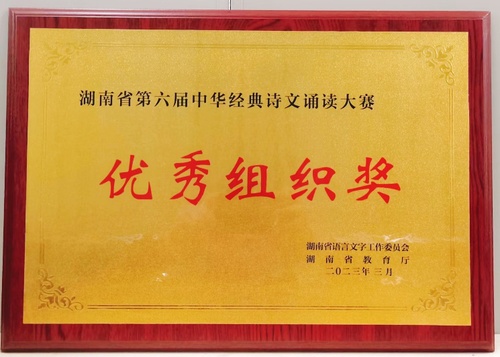 湖南省第六届中华经典诗文诵读大赛
优秀组织奖
湖南省语言文字工作委员会
湖南省教育厅
二〇二三年三月